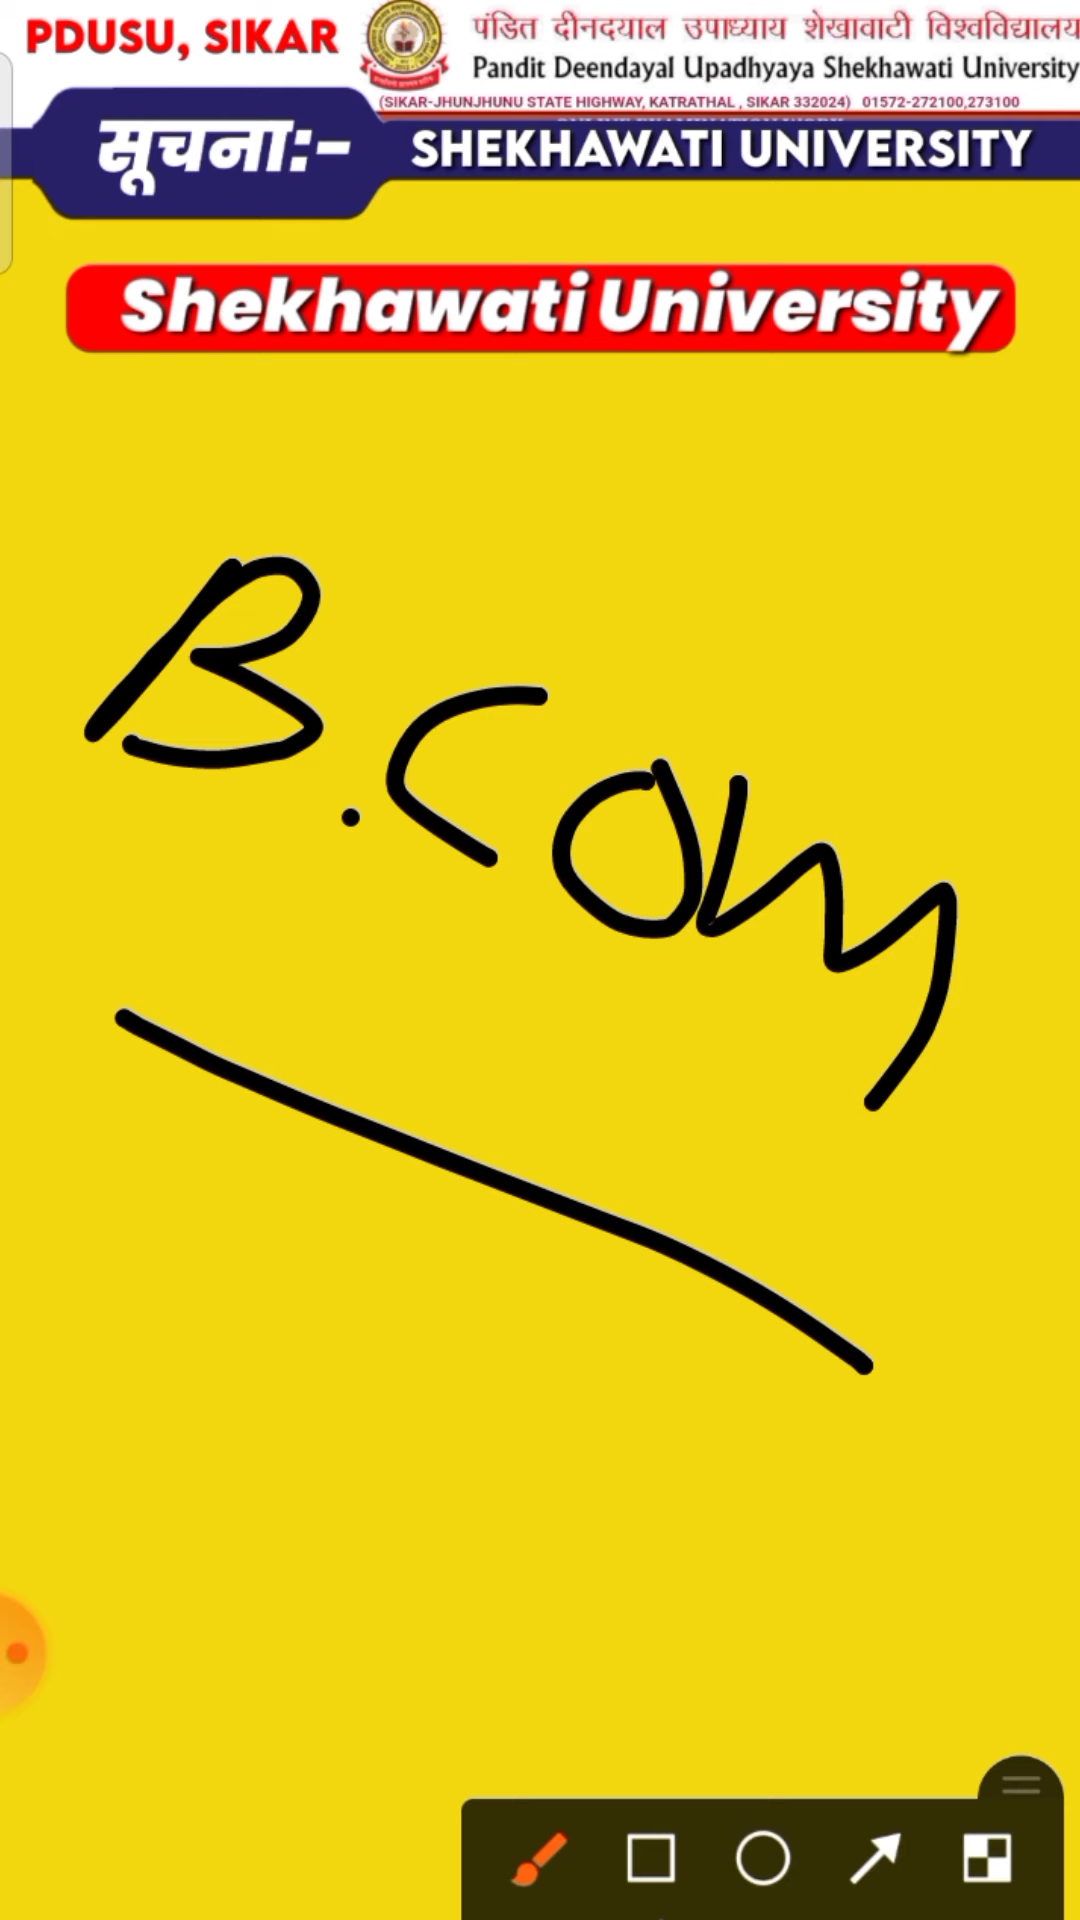 PDUSU, SIKAR
पंडित दीनदयाल उपाध्याय शेखावाटी विश्वविद्यालय
Pandit Deendayal Upadhyaya Shekhawati University
(SIKAR-JHUNJHUNU STATE HIGHWAY, KATRATHAL , SIKAR 332024) 01572-272100,273100
सूचना:-
SHEKHAWATI UNIVERSITY
Shekhawati University
B.com